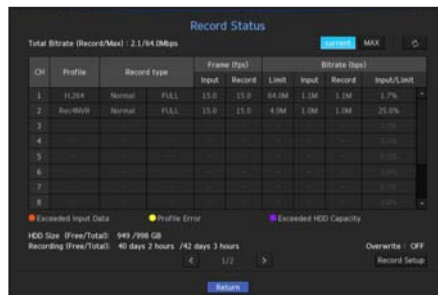 Record Status
Total Bitrate (Record/Max) : 2.1/64.0Mbps
current MAX
CH Profile Record type Frame (fps) Bitrate (bps)
Input Record Limit Input Record Input/Limit
1 H.264 Normal FULL 15.0 15.0 64.0M 1.1M 1.1M 1.7%
2 Rec4NVR Normal FULL 15.0 15.0 4.0M 1.0M 1.0M 25.0%
3
4
5
6
7
8
Exceeded Input Data Profile Error Exceeded HDD Capacity
HDD Size (Free/Total): 949 /998 GB
Recording (Free/Total): 40 days 2 hours /42 days 3 hours Overwrite : OFF
< 1/2 > Record Setup
Return